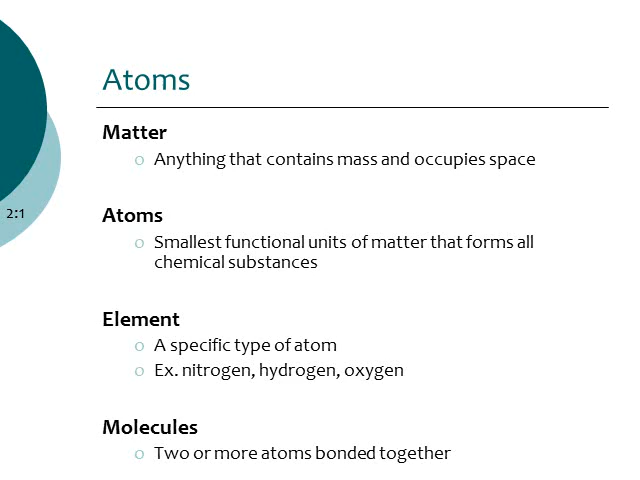 Atoms
Matter
o Anything that contains mass and occupies space
2:1
Atoms
o Smallest functional units of matter that forms all
chemical substances
Element
o A specific type of atom
o Ex. nitrogen, hydrogen, oxygen
Molecules
o Two or more atoms bonded together